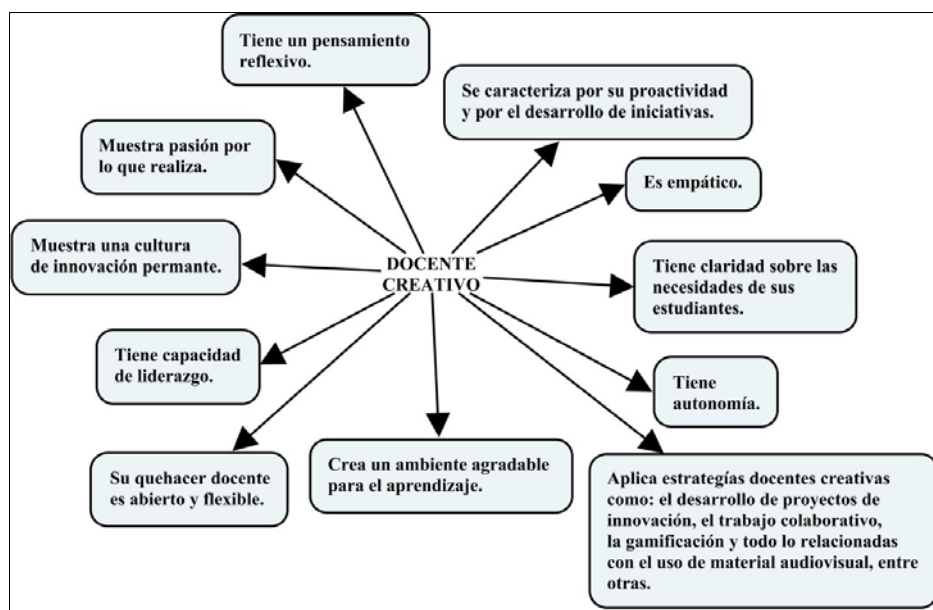 Tiene un pensamiento
reflexivo.
Se caracteriza por su proactividad
y por el desarrollo de iniciativas.
Muestra pasión por
lo que realiza.
Es empático.
Muestra una cultura
de innovación permante.
DOCENTE
CREATIVO
Tiene claridad sobre las
necesidades de sus
estudiantes.
Tiene capacidad
de liderazgo.
Tiene
autonomía.
Su quehacer docente
es abierto y flexible.
Crea un ambiente agradable
para el aprendizaje.
Aplica estrategías docentes creativas
como: el desarrollo de proyectos de
innovación, el trabajo colaborativo,
la gamificación y todo lo relacionadas
con el uso de material audiovisual, entre
otras.